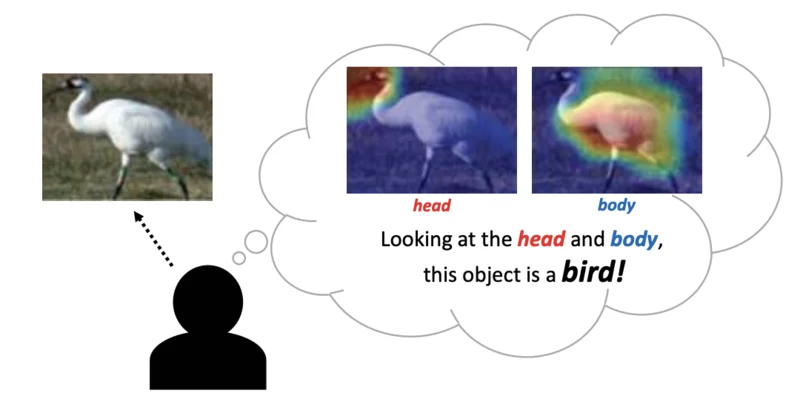 head
body
Looking at the head and body,
this object is a bird!